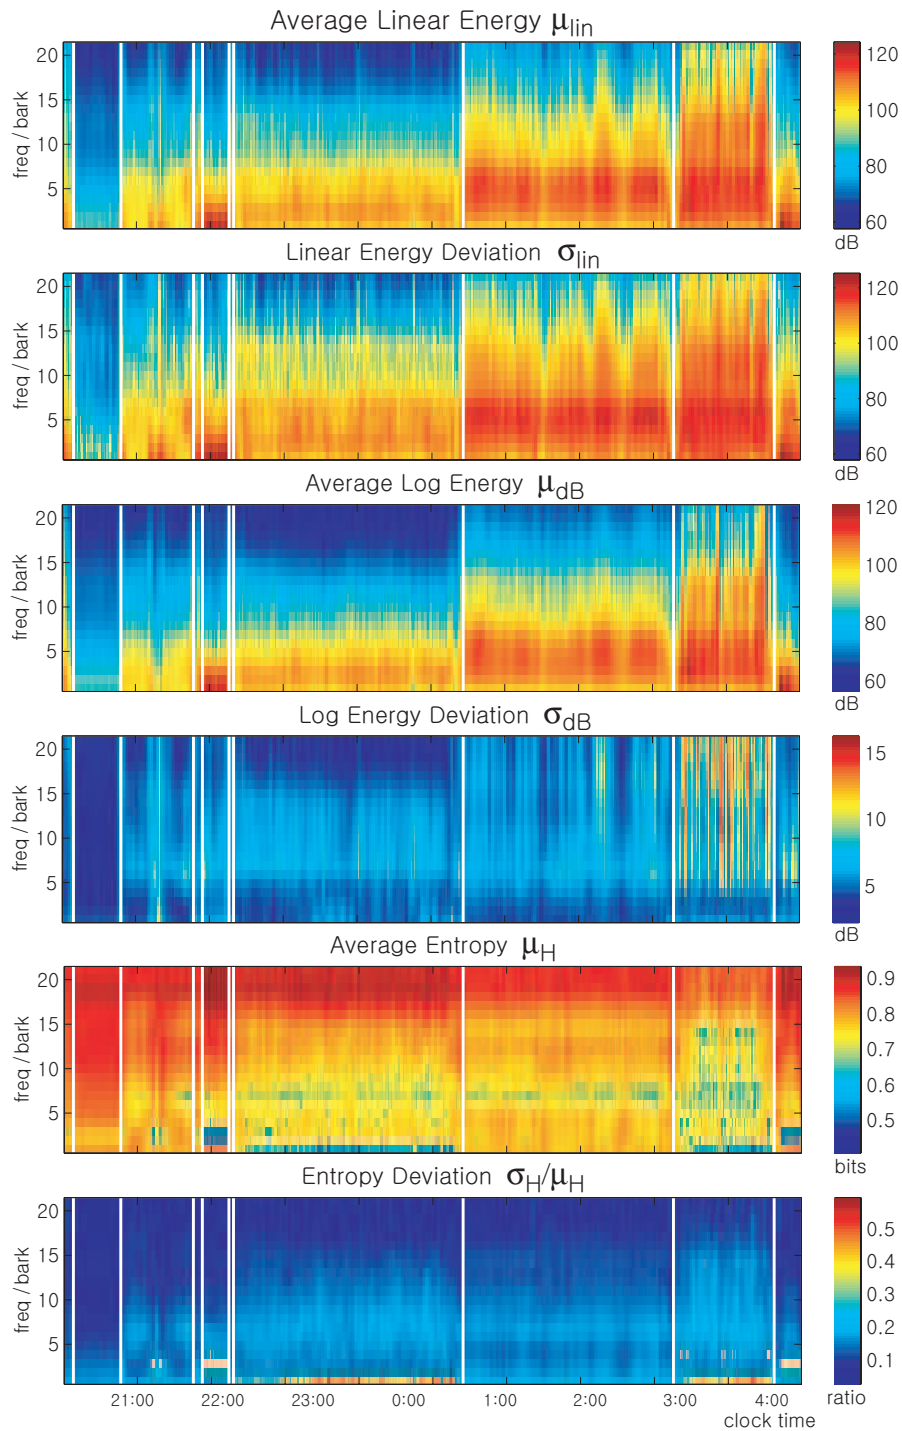 Average Linear Energy μlin
freq / bark
20
15
10
5
120
100
80
60
dB
Linear Energy Deviation σlin
freq / bark
20
15
10
5
120
100
80
60
dB
Average Log Energy μdB
freq / bark
20
15
10
5
120
100
80
60
dB
Log Energy Deviation σdB
freq / bark
20
15
10
5
15
10
5
dB
Average Entropy μH
freq / bark
20
15
10
5
0.9
0.8
0.7
0.6
0.5
bits
Entropy Deviation σH/μH
freq / bark
20
15
10
5
0.5
0.4
0.3
0.2
0.1
ratio
21:00 22:00 23:00 0:00 1:00 2:00 3:00 4:00
clock time